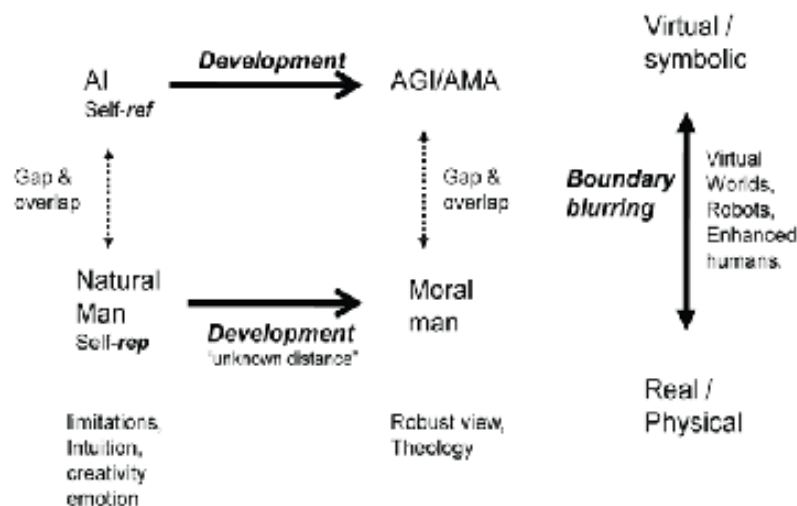 Development
AI
Self-ref
AGI/AMA
Virtual /
symbolic
Gap &
overlap
Gap &
overlap
Boundary
blurring
Virtual
Worlds,
Robots,
Enhanced
humans.
Natural
Man
Self-rep
Development
"unknown distance"
Moral
man
Real /
Physical
limitations,
Intuition,
creativity
emotion
Robust view,
Theology